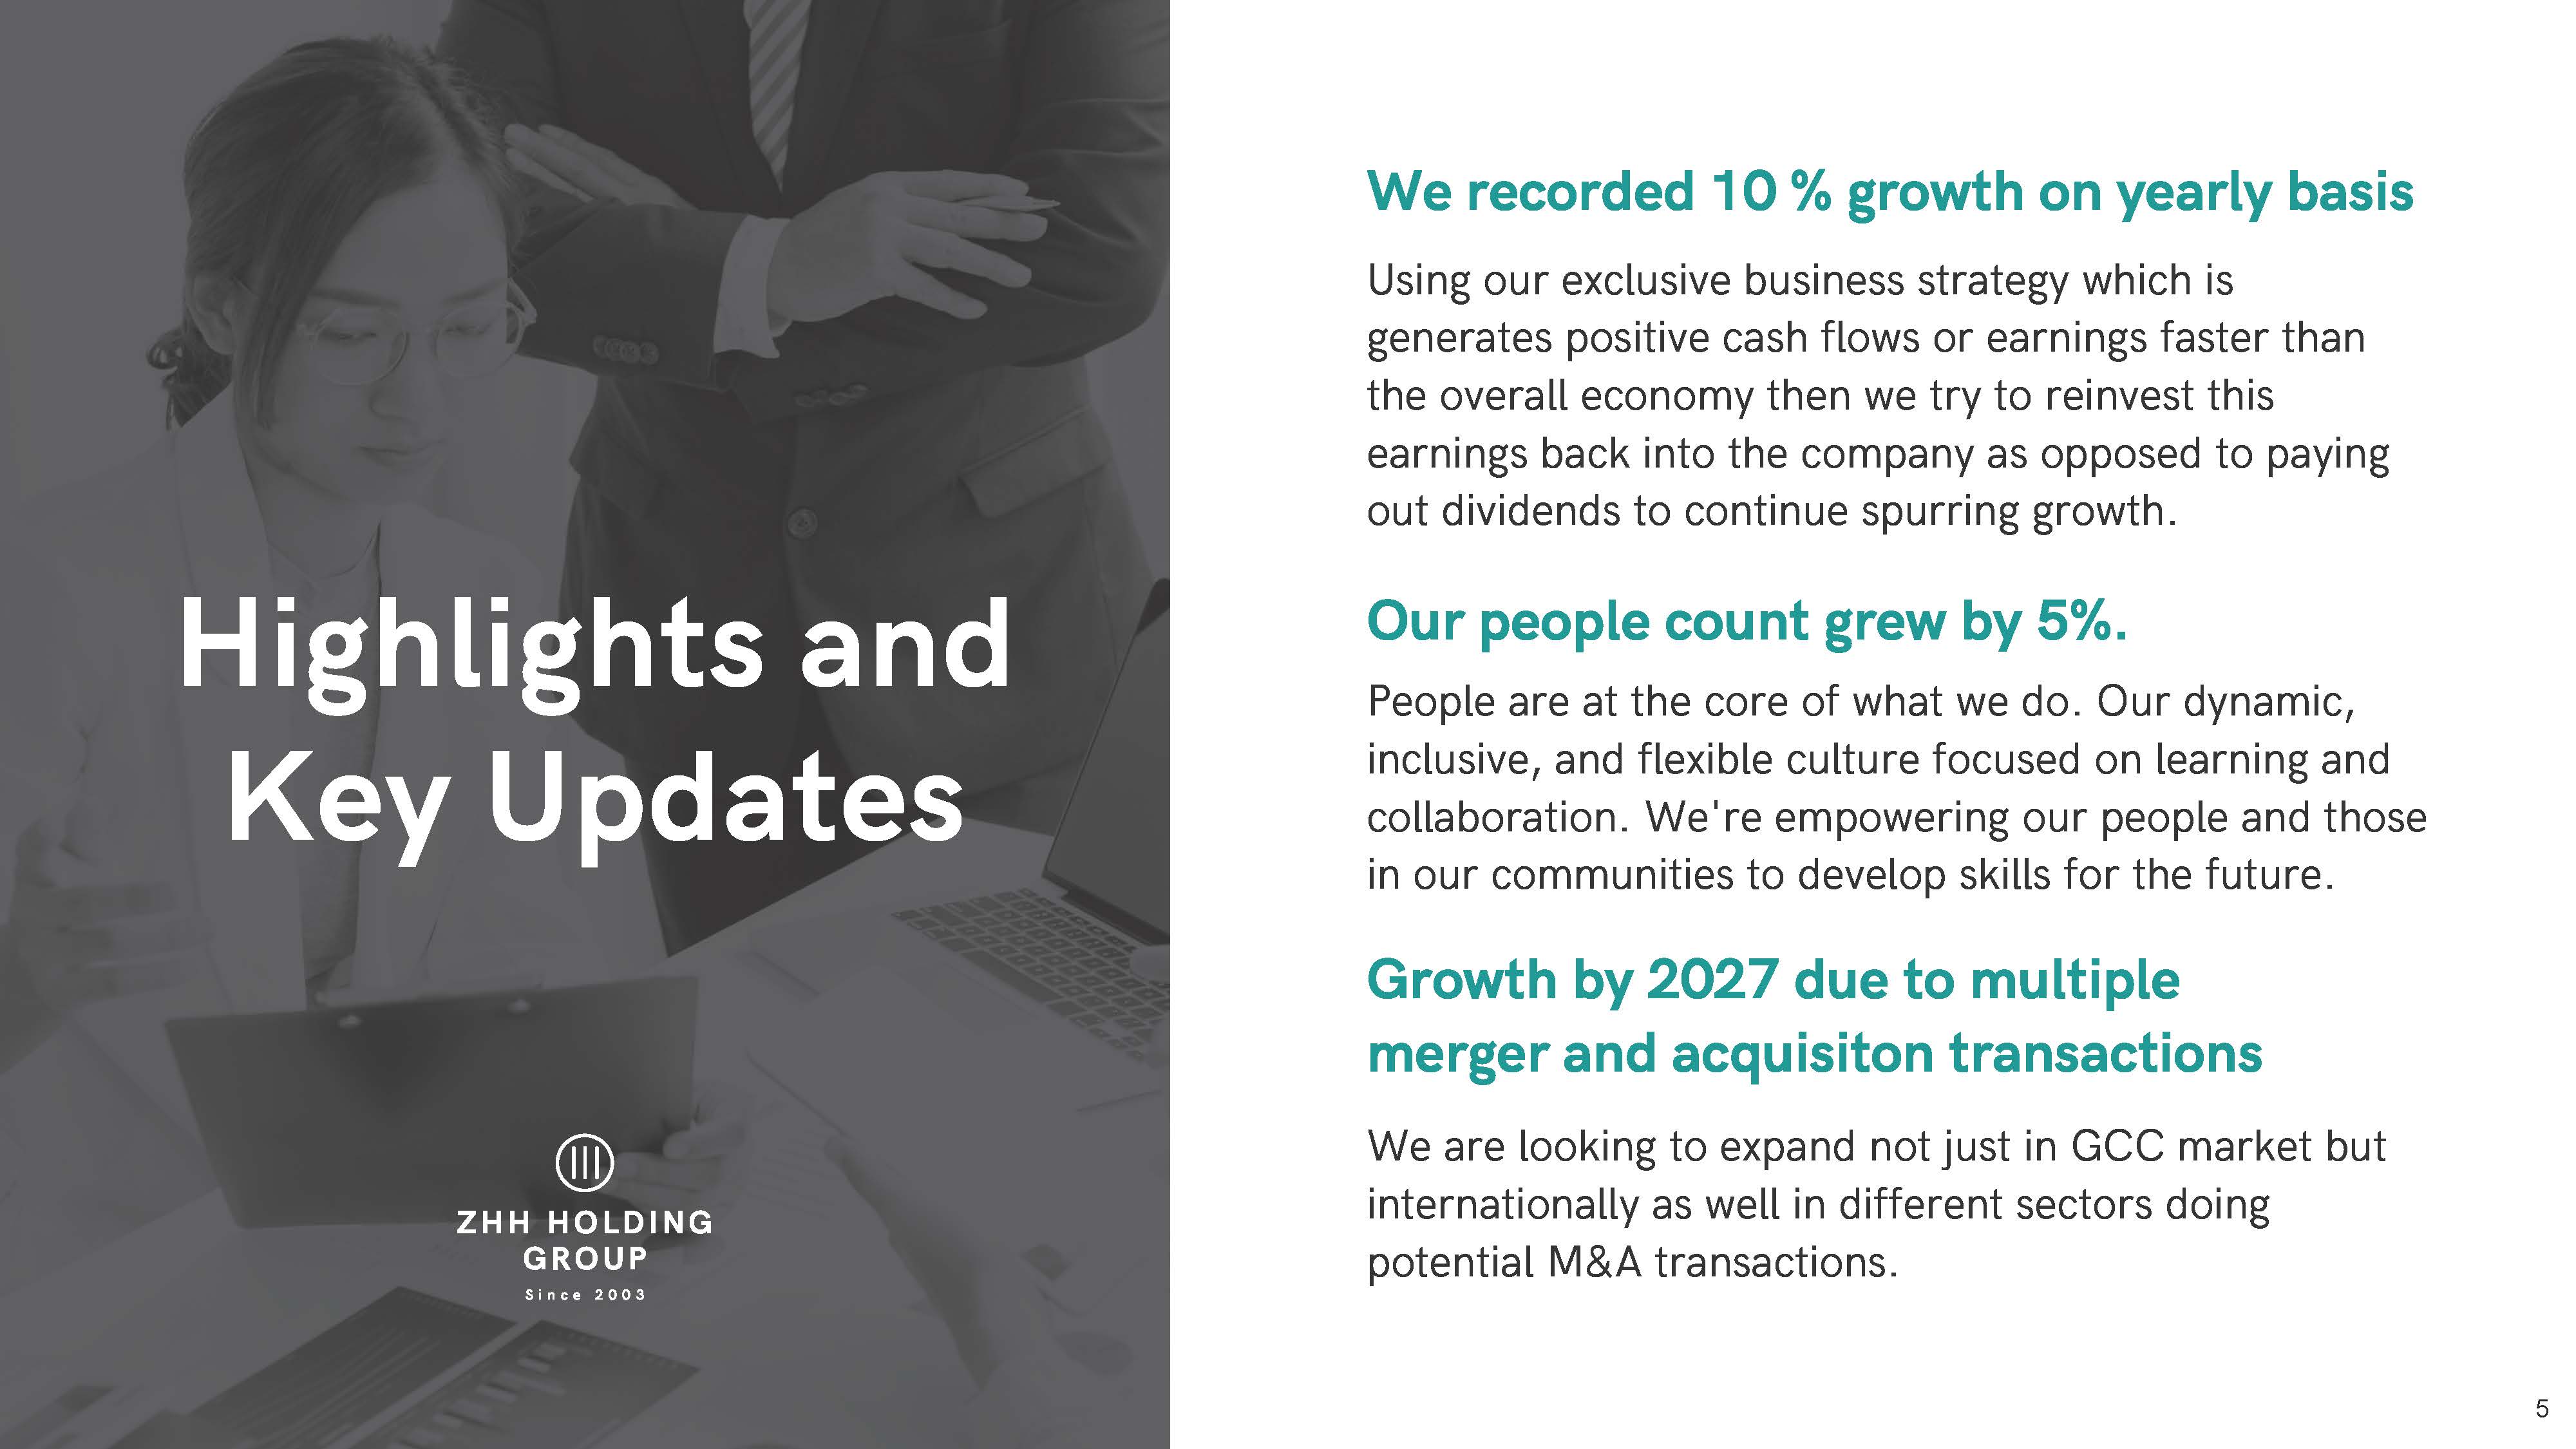 Highlights and
Key Updates
ZHH HOLDING
GROUP
Since 2003
We recorded 10 % growth on yearly basis
Using our exclusive business strategy which is
generates positive cash flows or earnings faster than
the overall economy then we try to reinvest this
earnings back into the company as opposed to paying
out dividends to continue spurring growth.
Our people count grew by 5%.
People are at the core of what we do. Our dynamic,
inclusive, and flexible culture focused on learning and
collaboration. We're empowering our people and those
in our communities to develop skills for the future.
Growth by 2027 due to multiple
merger and acquisiton transactions
We are looking to expand not just in GCC market but
internationally as well in different sectors doing
potential M&A transactions.
5